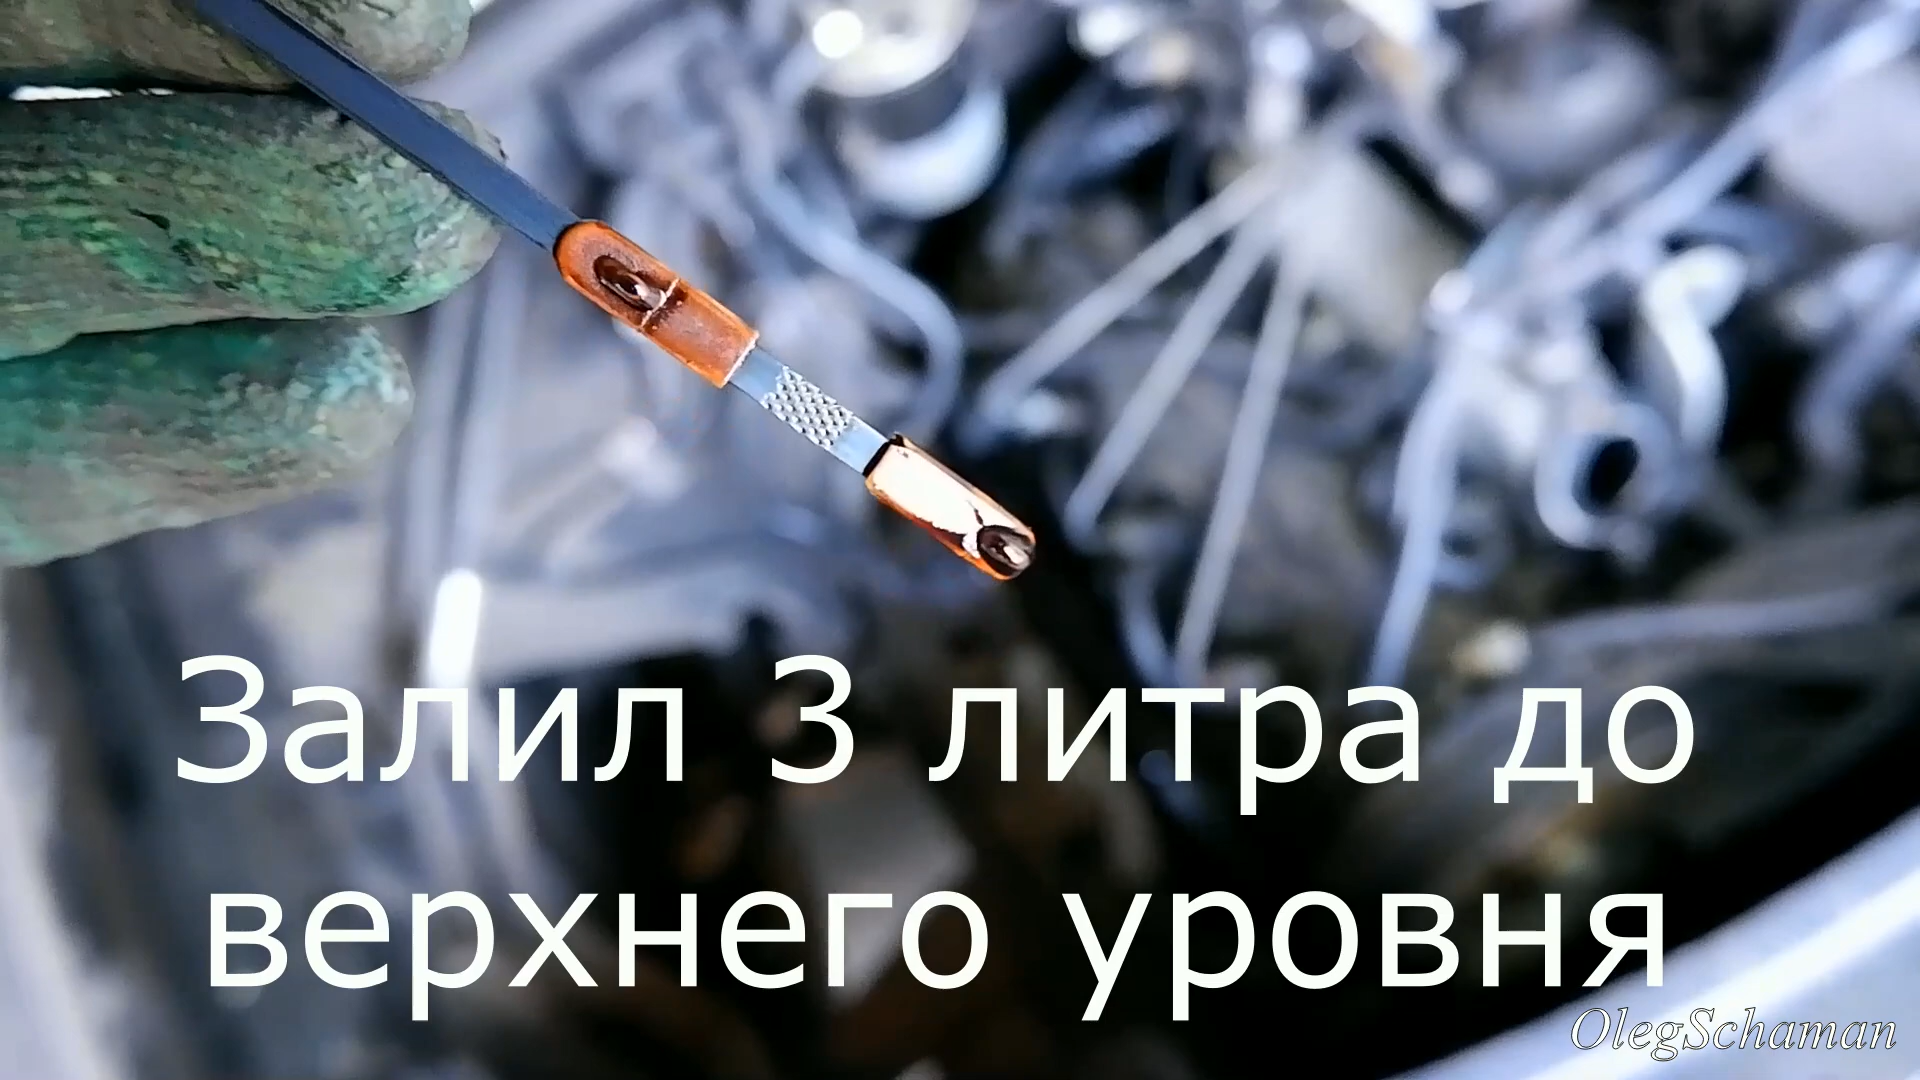 Залил 3 литра до
верхнего уровня
OlegSchaman